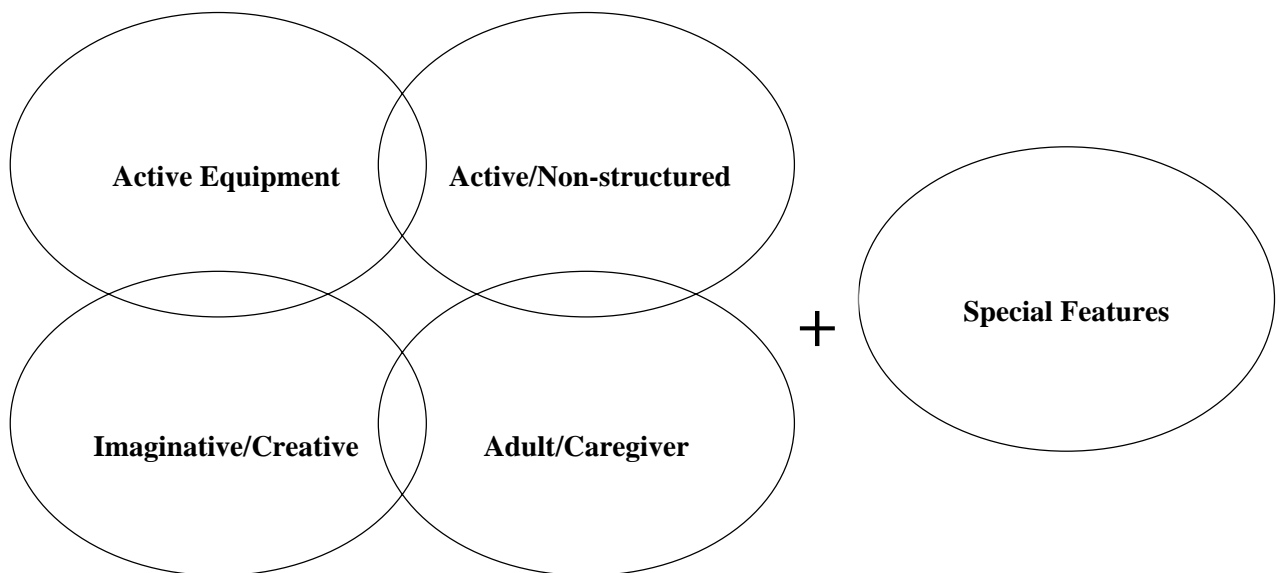 Active Equipment
Active/Non-structured
Special Features
+
Imaginative/Creative
Adult/Caregiver